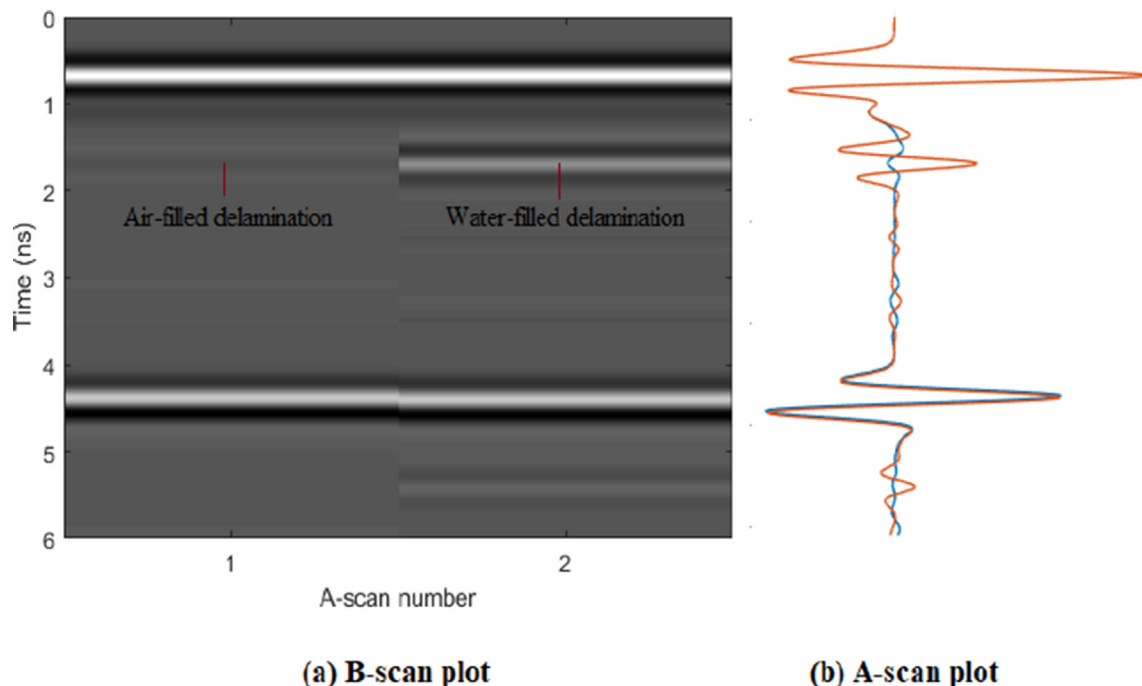 0
1
2
3
4
5
6
Time (ns)
Air-filled delamination
Water-filled delamination
1
2
A-scan number
(a) B-scan plot
(b) A-scan plot